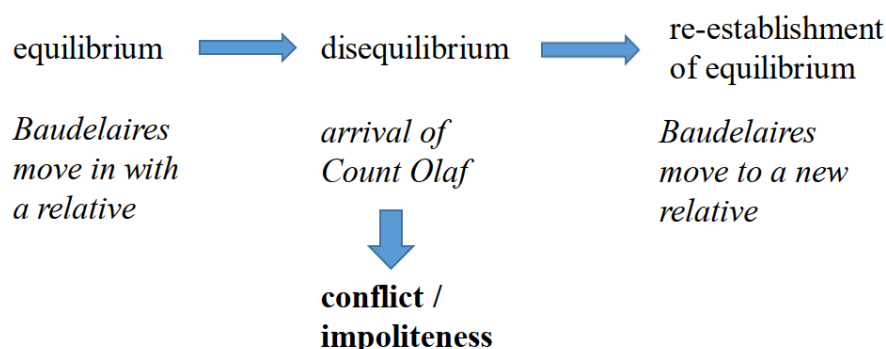 equilibrium
disequilibrium
re-establishment
of equilibrium
Baudelaires
move in with
a relative
arrival of
Count Olaf
Baudelaires
move to a new
relative
conflict /
impoliteness